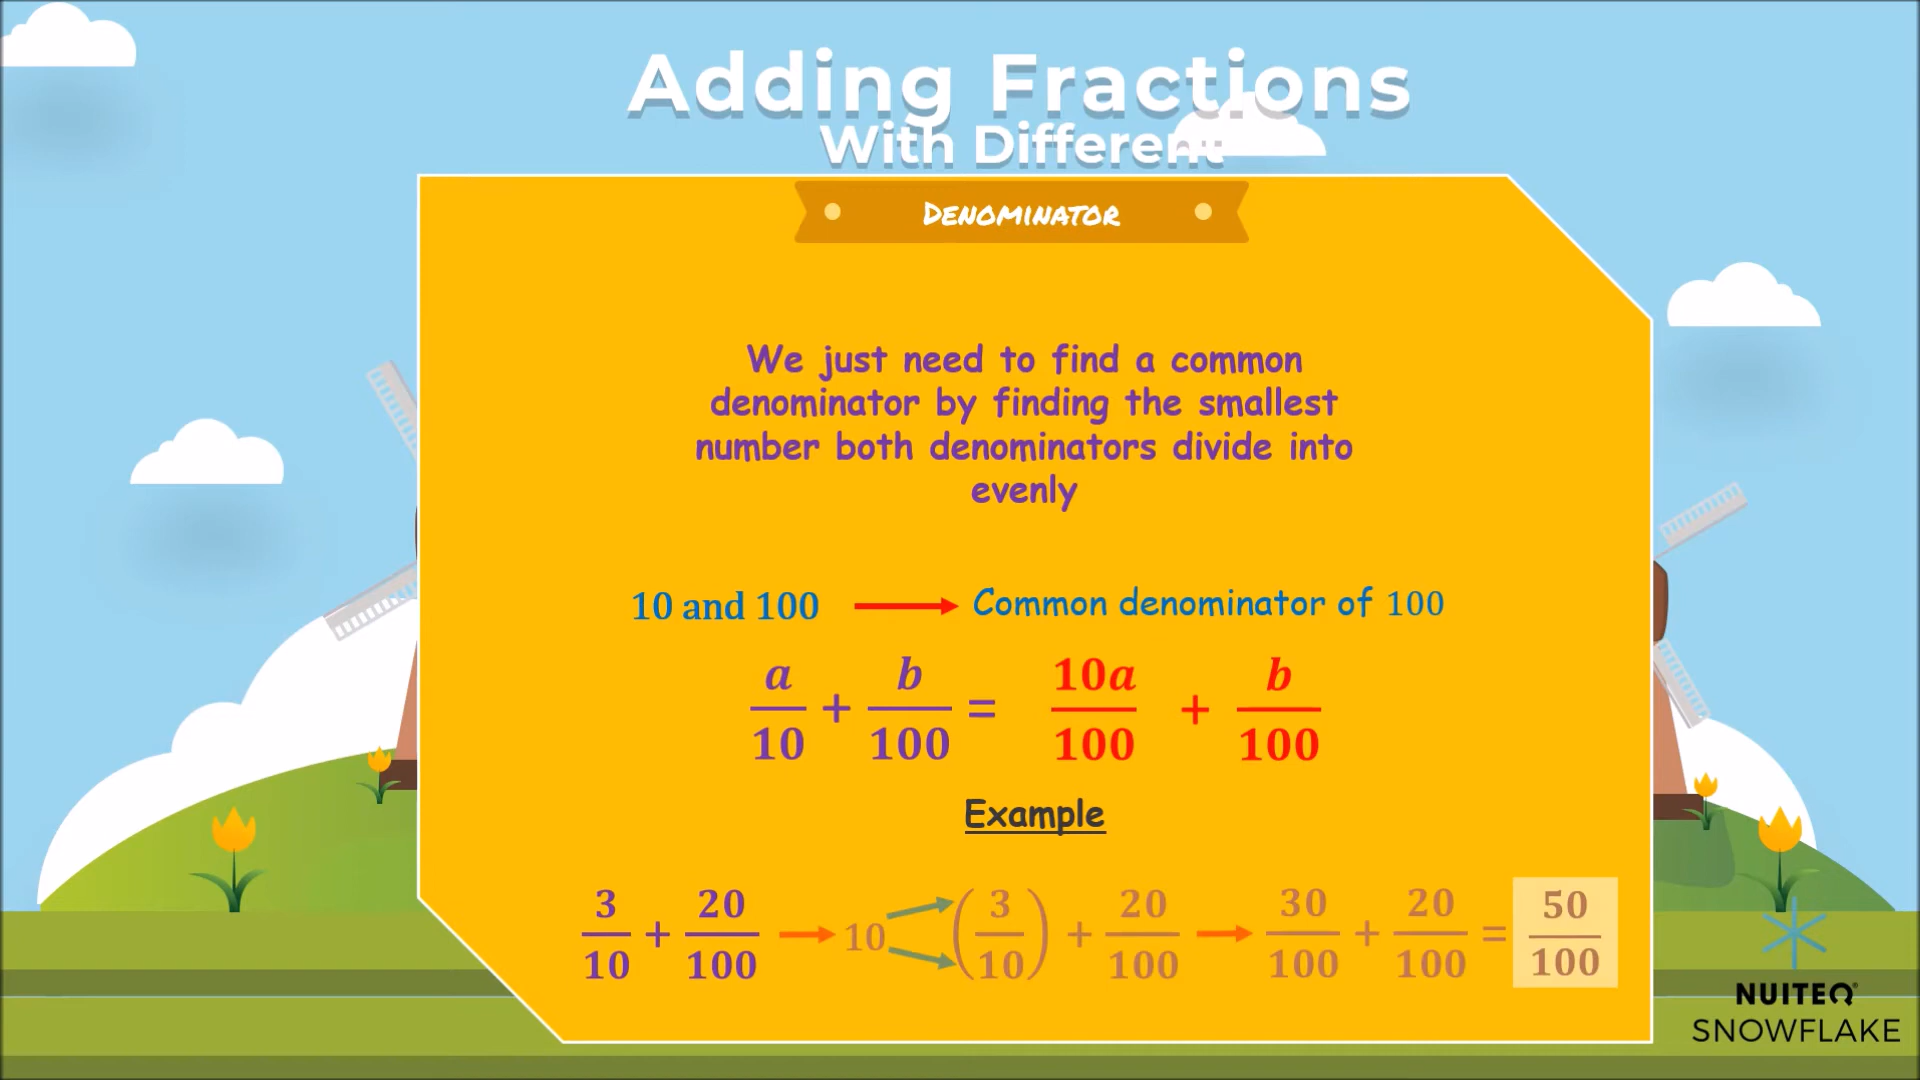 Adding Fractions
With Different
DENOMINATOR
We just need to find a common
denominator by finding the smallest
number both denominators divide into
evenly
10 and 100 → Common denominator of 100
a/10 + b/100 = 10a/100 + b/100
Example
3/10 + 20/100 → 10 (3/10) + 20/100 → 30/100 + 20/100 = 50/100
NUITEQ®
SNOWFLAKE